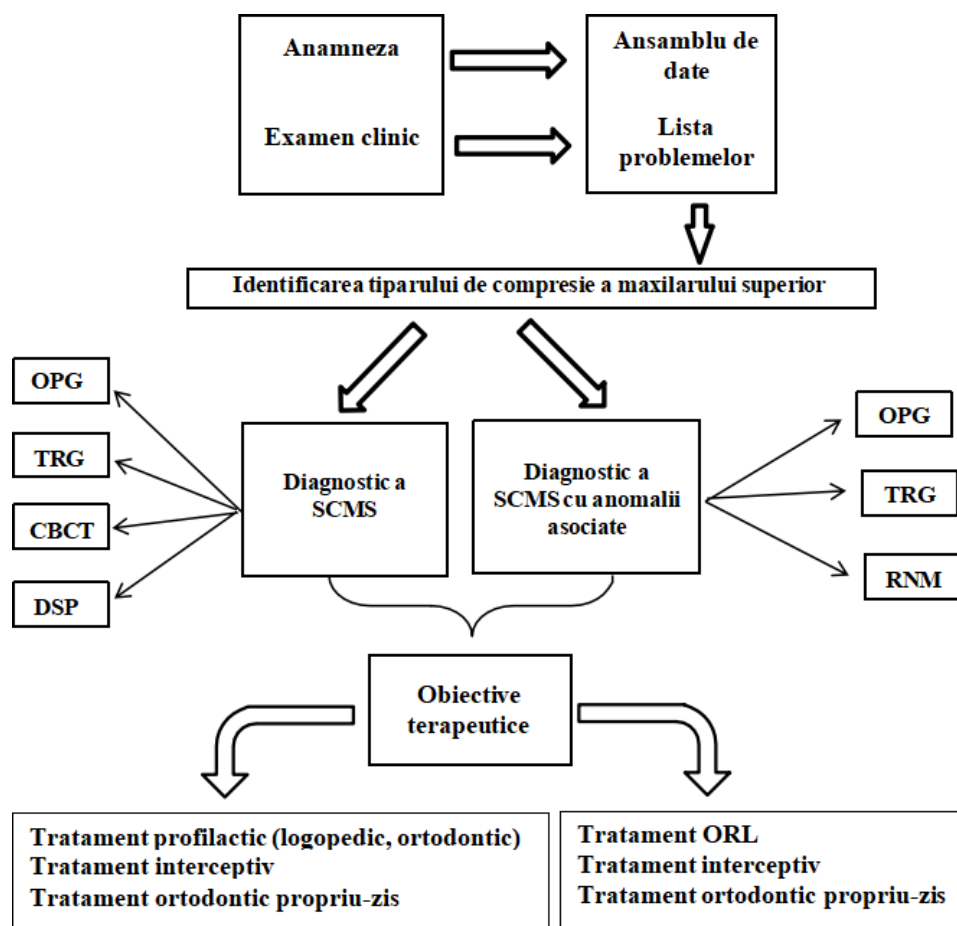 Anamneza
Examen clinic
Ansamblu de
date
Lista
problemelor
Identificarea tiparului de compresie a maxilarului superior
OPG
TRG
CBCT
DSP
Diagnostic a
SCMS
Diagnostic a
SCMS cu anomalii
asociate
OPG
TRG
RNM
Obiective
terapeutice
Tratament profilactic (logopedic, ortodontic)
Tratament interceptiv
Tratament ortodontic propriu-zis
Tratament ORL
Tratament interceptiv
Tratament ortodontic propriu-zis